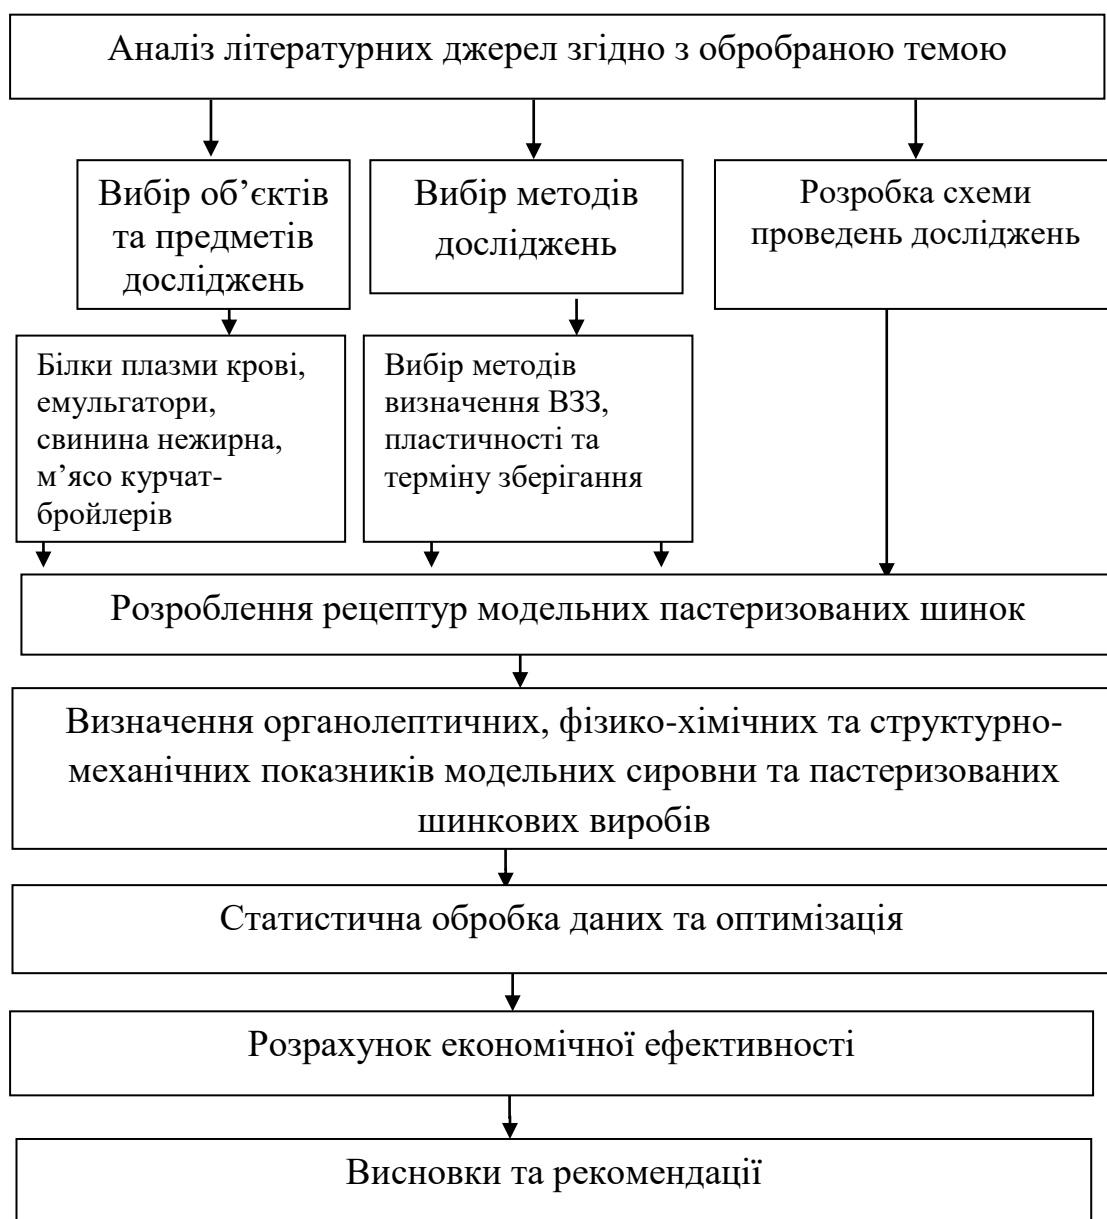 Аналіз літературних джерел згідно з обробраною темою
Вибір об’єктів
та предметів
досліджень
Вибір методів
досліджень
Розробка схеми
проведень досліджень
Білки плазми крові,
емульгатори,
свинина нежирна,
м’ясо курчат-
бройлерів
Вибір методів
визначення ВЗЗ,
пластичності та
терміну зберігання
Розроблення рецептур модельних пастеризованих шинок
Визначення органолептичних, фізико-хімічних та структурно-
механічних показників модельних сировни та пастеризованих
шинкових виробів
Статистична обробка даних та оптимізація
Розрахунок економічної ефективності
Висновки та рекомендації